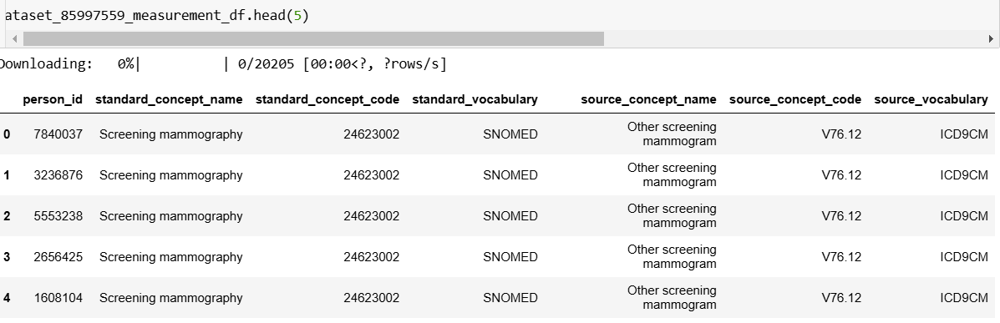 ataset_85997559_measurement_df.head(5)
Downloading: 0%| | 0/20205 [00:00<?, ?rows/s]
person_id standard_concept_name standard_concept_code standard_vocabulary source_concept_name source_concept_code source_vocabulary
0 7840037 Screening mammography 24623002 SNOMED Other screening mammogram V76.12 ICD9CM
1 3236876 Screening mammography 24623002 SNOMED Other screening mammogram V76.12 ICD9CM
2 5553238 Screening mammography 24623002 SNOMED Other screening mammogram V76.12 ICD9CM
3 2656425 Screening mammography 24623002 SNOMED Other screening mammogram V76.12 ICD9CM
4 1608104 Screening mammography 24623002 SNOMED Other screening mammogram V76.12 ICD9CM